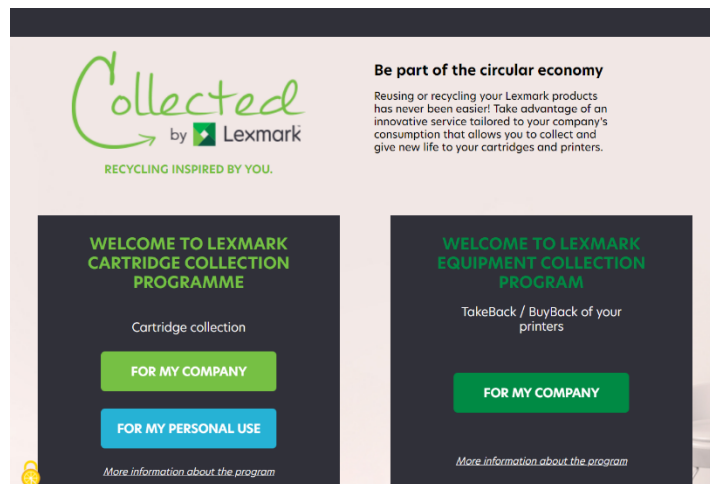 Collected
by Lexmark
RECYCLING INSPIRED BY YOU.
Be part of the circular economy
Reusing or recycling your Lexmark products
has never been easier! Take advantage of an
innovative service tailored to your company's
consumption that allows you to collect and
give new life to your cartridges and printers.
WELCOME TO LEXMARK
CARTRIDGE COLLECTION
PROGRAMME
Cartridge collection
FOR MY COMPANY
FOR MY PERSONAL USE
More information about the program
WELCOME TO LEXMARK
EQUIPMENT COLLECTION
PROGRAM
TakeBack / BuyBack of your
printers
FOR MY COMPANY
More information about the program